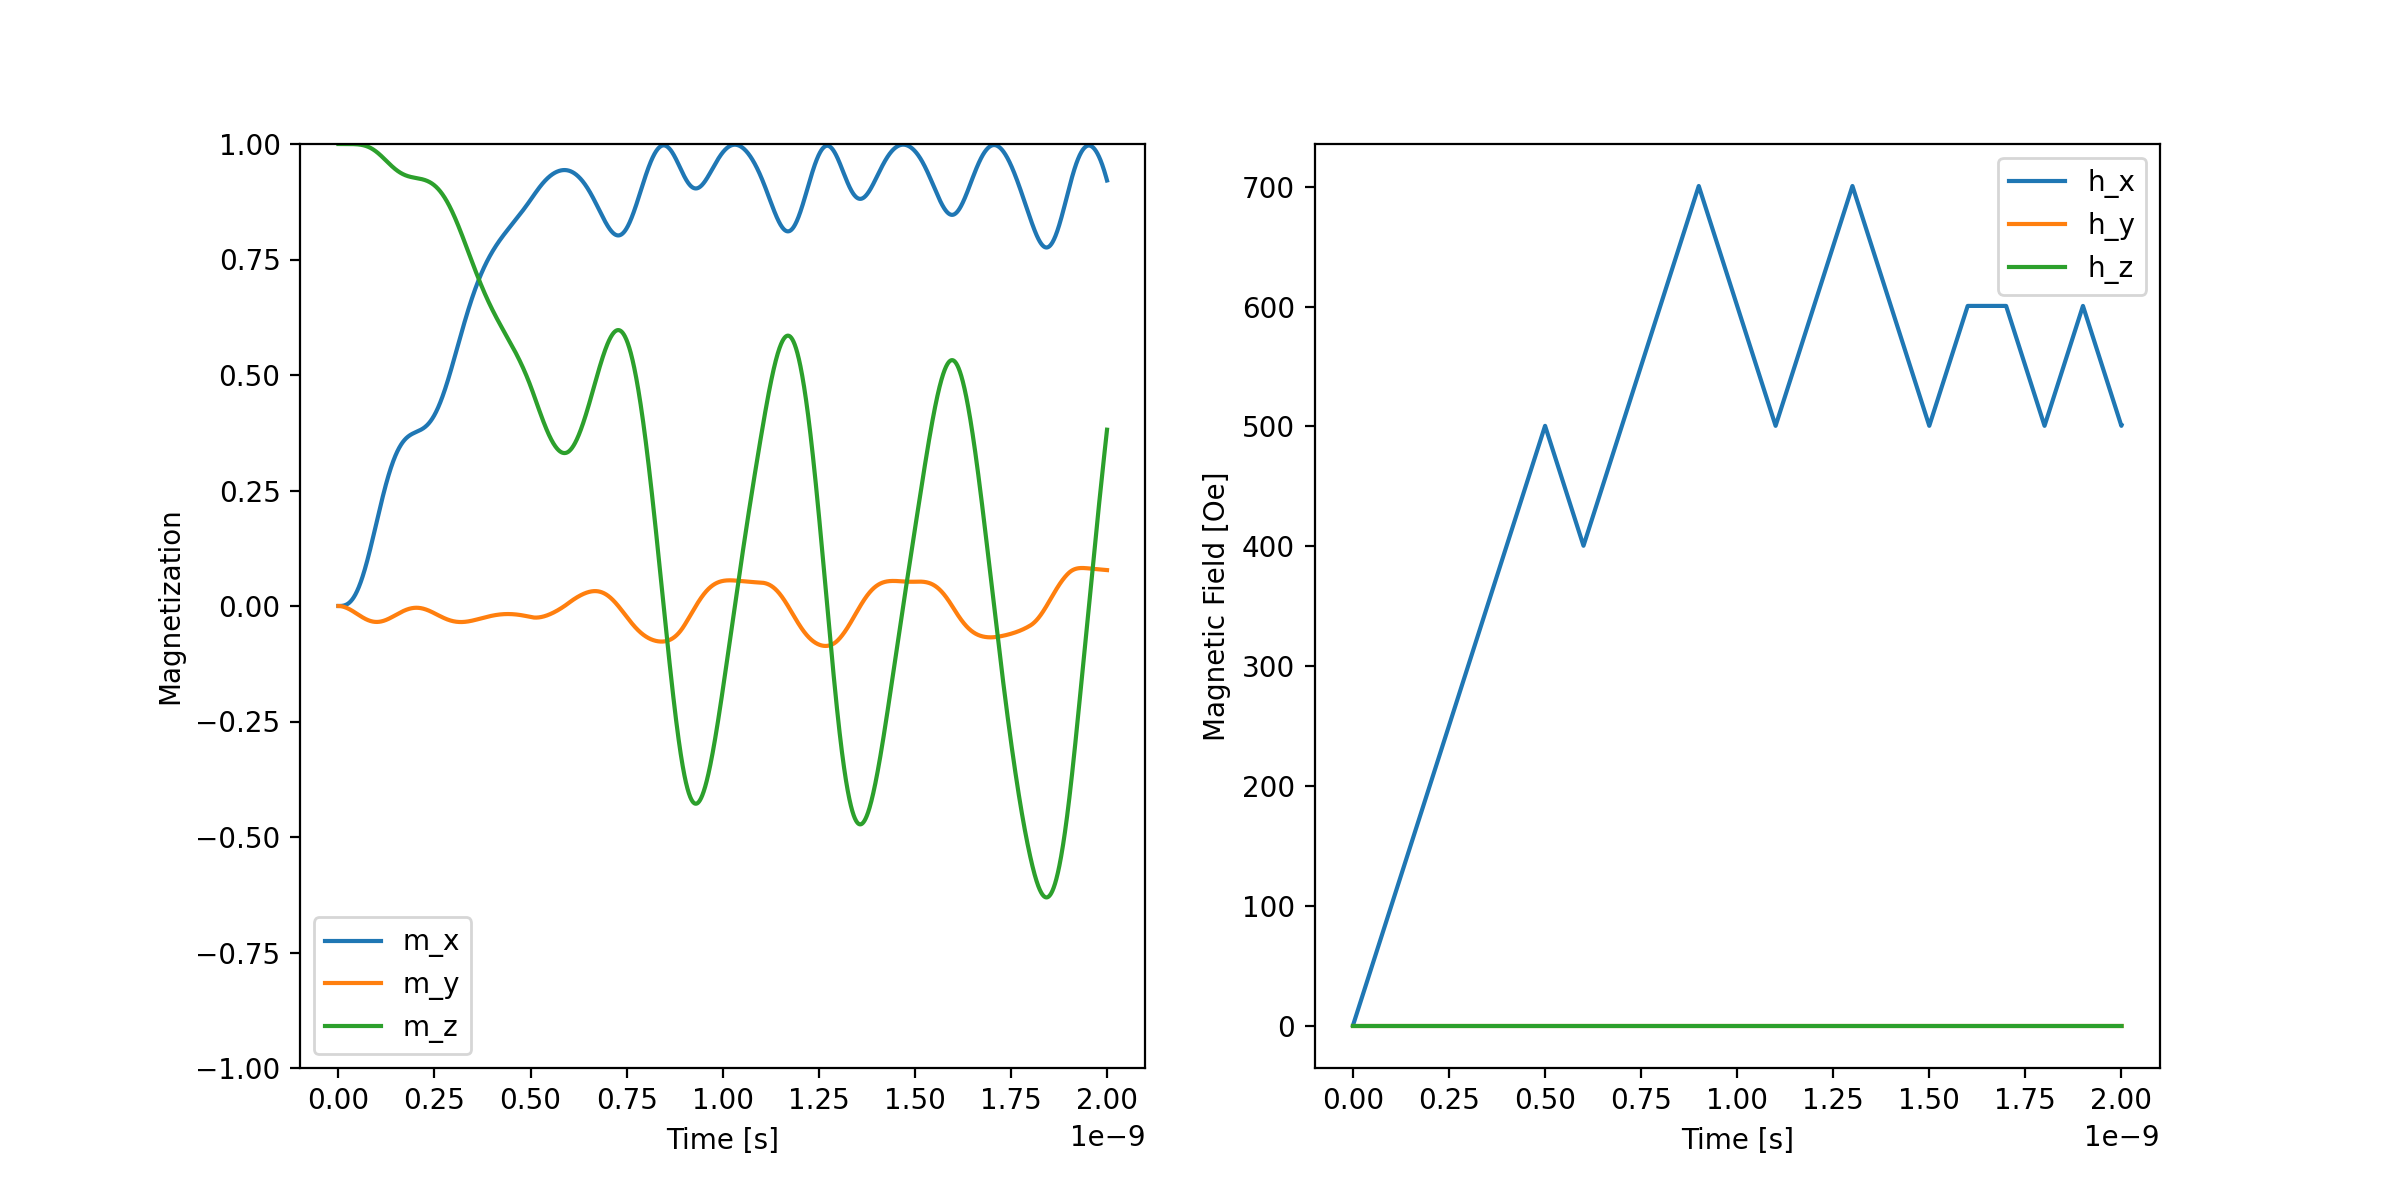 1.00
0.75
0.50
0.25
0.00
−0.25
−0.50
−0.75
−1.00
Magnetization
m_x
m_y
m_z
0.00 0.25 0.50 0.75 1.00 1.25 1.50 1.75 2.00
Time [s]
1e−9
700
600
500
400
300
200
100
0
Magnetic Field [Oe]
h_x
h_y
h_z
0.00 0.25 0.50 0.75 1.00 1.25 1.50 1.75 2.00
Time [s]
1e−9